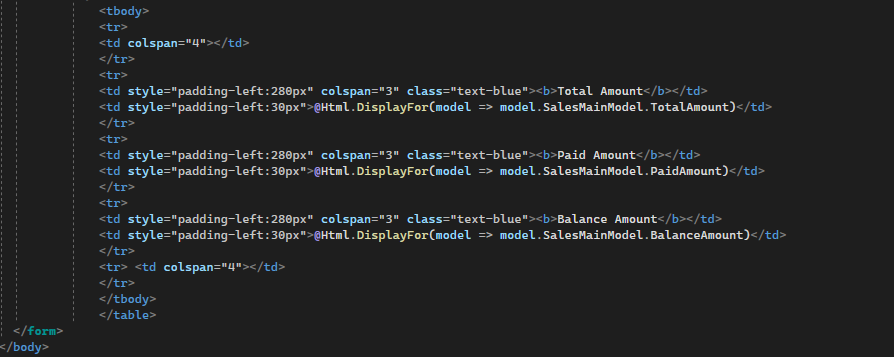 <tbody>
<tr>
<td colspan="4"></td>
</tr>
<tr>
<td style="padding-left:280px" colspan="3" class="text-blue"><b>Total Amount</b></td>
<td style="padding-left:30px">@Html.DisplayFor(model => model.SalesMainModel.TotalAmount)</td>
</tr>
<tr>
<td style="padding-left:280px" colspan="3" class="text-blue"><b>Paid Amount</b></td>
<td style="padding-left:30px">@Html.DisplayFor(model => model.SalesMainModel.PaidAmount)</td>
</tr>
<tr>
<td style="padding-left:280px" colspan="3" class="text-blue"><b>Balance Amount</b></td>
<td style="padding-left:30px">@Html.DisplayFor(model => model.SalesMainModel.BalanceAmount)</td>
</tr>
<tr> <td colspan="4"></td>
</tr>
</tbody>
</table>
</form>
</body>